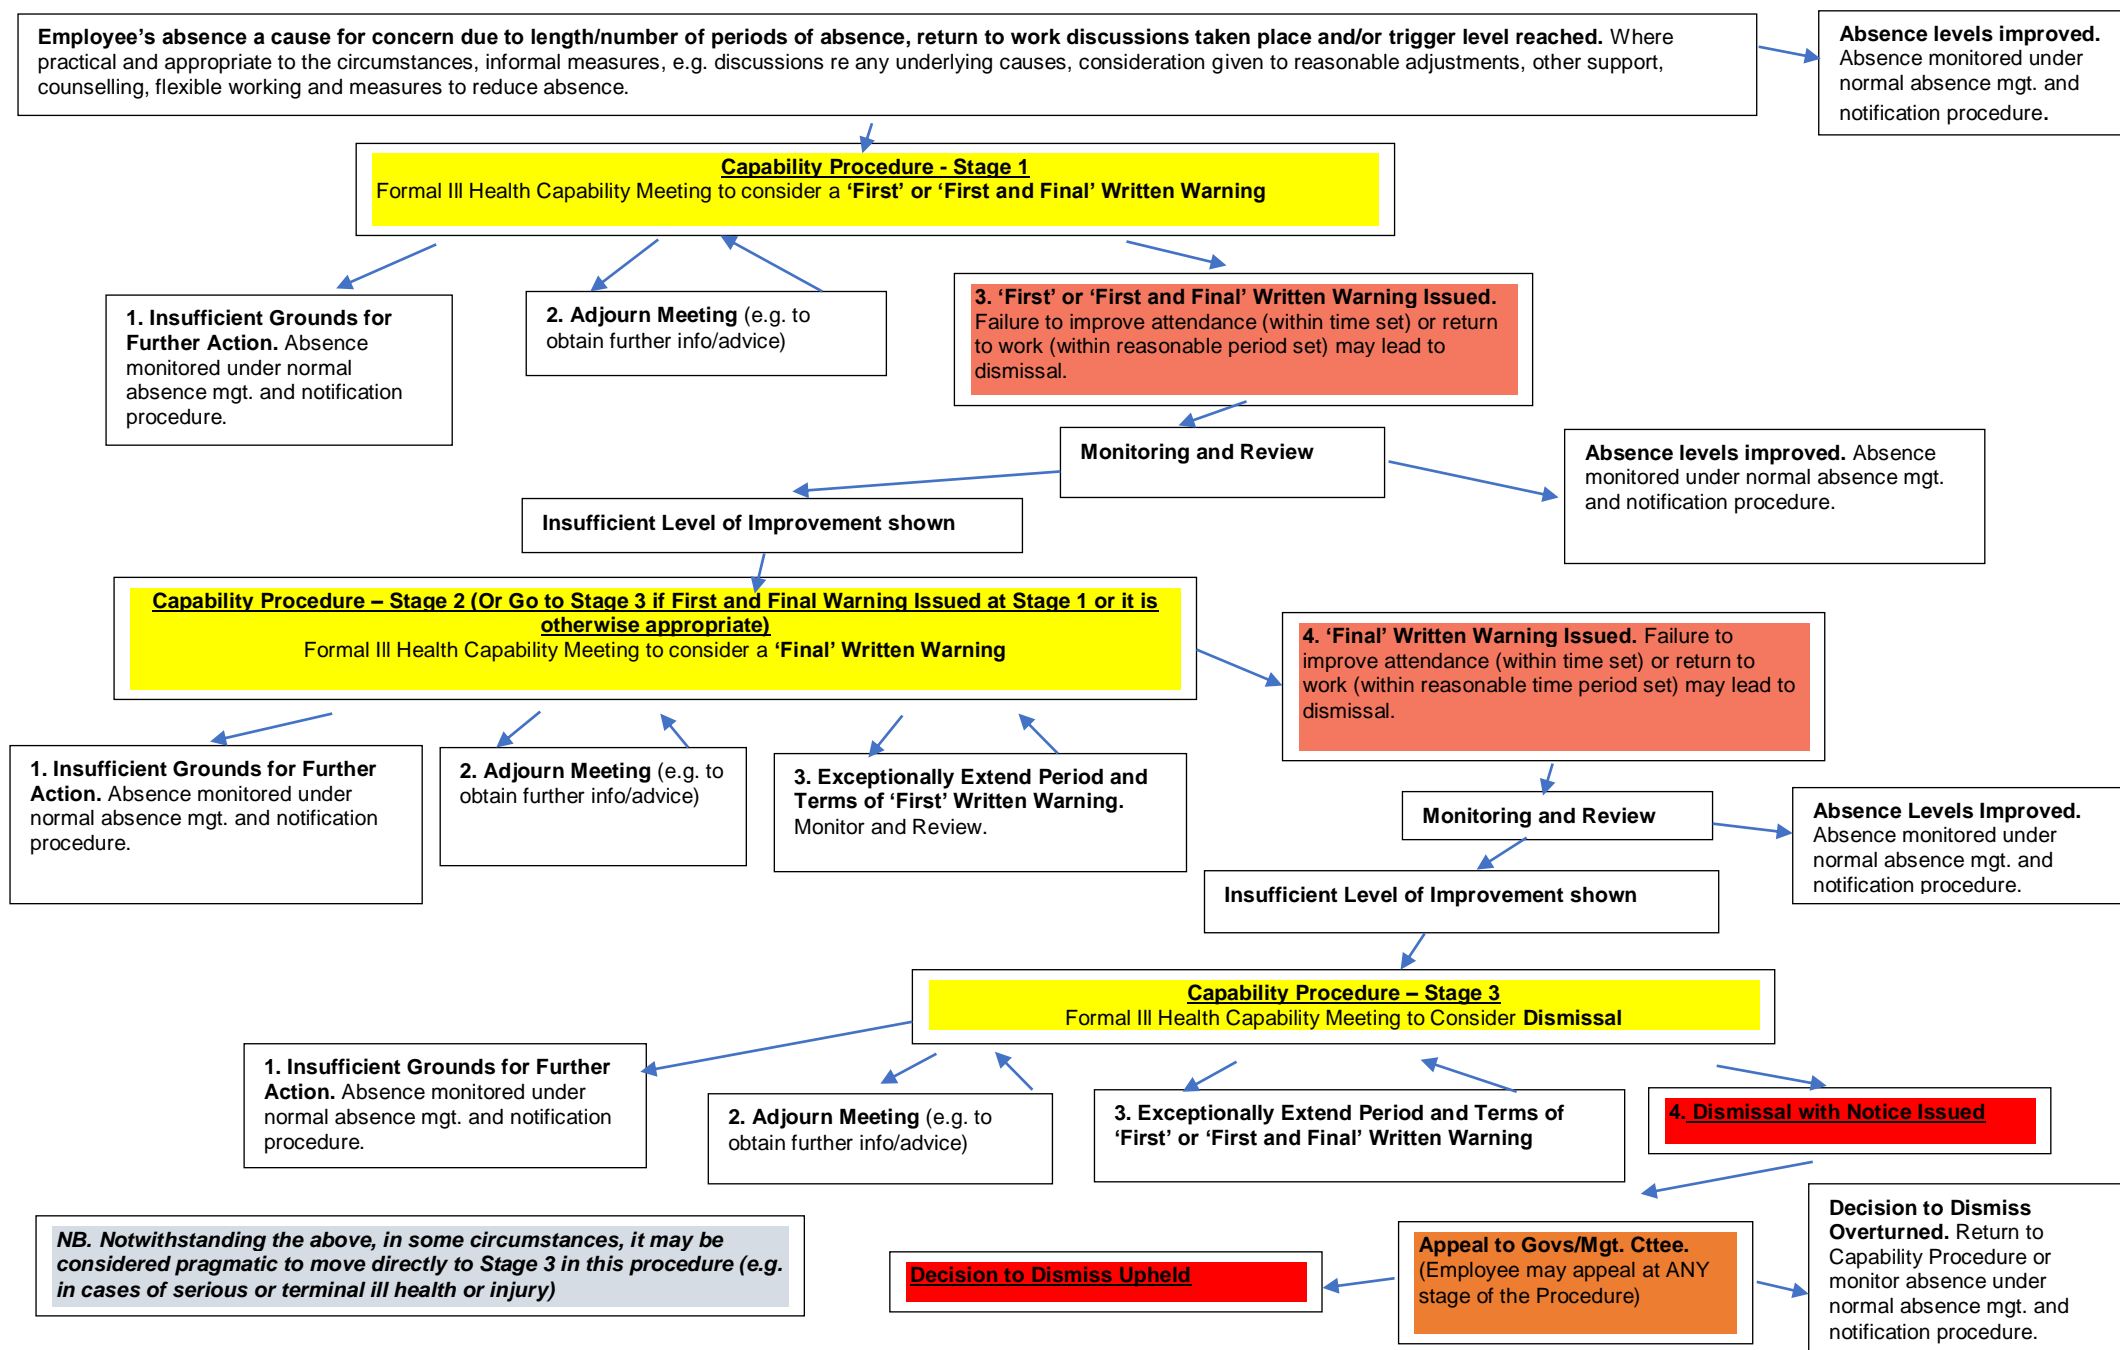 Employee’s absence a cause for concern due to length/number of periods of absence, return to work discussions taken place and/or trigger level reached. Where
practical and appropriate to the circumstances, informal measures, e.g. discussions re any underlying causes, consideration given to reasonable adjustments, other support,
counselling, flexible working and measures to reduce absence.
Absence levels improved.
Absence monitored under
normal absence mgt. and
notification procedure.
Capability Procedure - Stage 1
Formal Ill Health Capability Meeting to consider a ‘First’ or ‘First and Final’ Written Warning
1. Insufficient Grounds for
Further Action. Absence
monitored under normal
absence mgt. and notification
procedure.
2. Adjourn Meeting (e.g. to
obtain further info/advice)
3. ‘First’ or ‘First and Final’ Written Warning Issued.
Failure to improve attendance (within time set) or return
to work (within reasonable period set) may lead to
dismissal.
Monitoring and Review
Absence levels improved. Absence
monitored under normal absence mgt.
and notification procedure.
Insufficient Level of Improvement shown
Capability Procedure – Stage 2 (Or Go to Stage 3 if First and Final Warning Issued at Stage 1 or it is
otherwise appropriate)
Formal Ill Health Capability Meeting to consider a ‘Final’ Written Warning
4. ‘Final’ Written Warning Issued. Failure to
improve attendance (within time set) or return to
work (within reasonable time period set) may lead to
dismissal.
1. Insufficient Grounds for Further
Action. Absence monitored under
normal absence mgt. and notification
procedure.
2. Adjourn Meeting (e.g. to
obtain further info/advice)
3. Exceptionally Extend Period and
Terms of ‘First’ Written Warning.
Monitor and Review.
Monitoring and Review
Absence Levels Improved.
Absence monitored under
normal absence mgt. and
notification procedure.
Insufficient Level of Improvement shown
Capability Procedure – Stage 3
Formal Ill Health Capability Meeting to Consider Dismissal
1. Insufficient Grounds for Further
Action. Absence monitored under
normal absence mgt. and notification
procedure.
2. Adjourn Meeting (e.g. to
obtain further info/advice)
3. Exceptionally Extend Period and Terms of
‘First’ or ‘First and Final’ Written Warning
4. Dismissal with Notice Issued
NB. Notwithstanding the above, in some circumstances, it may be
considered pragmatic to move directly to Stage 3 in this procedure (e.g.
in cases of serious or terminal ill health or injury)
Decision to Dismiss Upheld
Appeal to Govs/Mgt. Cttee.
(Employee may appeal at ANY
stage of the Procedure)
Decision to Dismiss
Overturned. Return to
Capability Procedure or
monitor absence under
normal absence mgt. and
notification procedure.